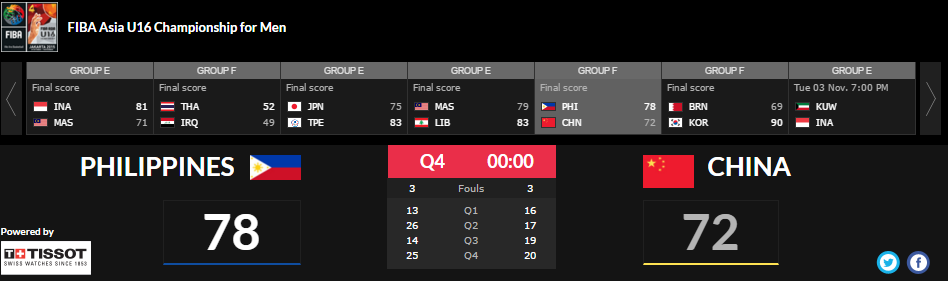 FIBA
U16
FIBA Asia U16 Championship for Men
GROUP E
Final score
INA 81
MAS 71
GROUP F
Final score
THA 52
IRQ 49
GROUP E
Final score
JPN 75
TPE 83
GROUP E
Final score
MAS 79
LIB 83
GROUP F
Final score
PHI 78
CHN 72
GROUP F
Final score
BRN 69
KOR 90
GROUP E
Tue 03 Nov. 7:00 PM
KUW
INA
PHILIPPINES
78
Q4 00:00
3 Fouls 3
13 Q1 16
26 Q2 17
14 Q3 19
25 Q4 20
CHINA
72
Powered by
TISSOT
SWISS WATCHES SINCE 1853